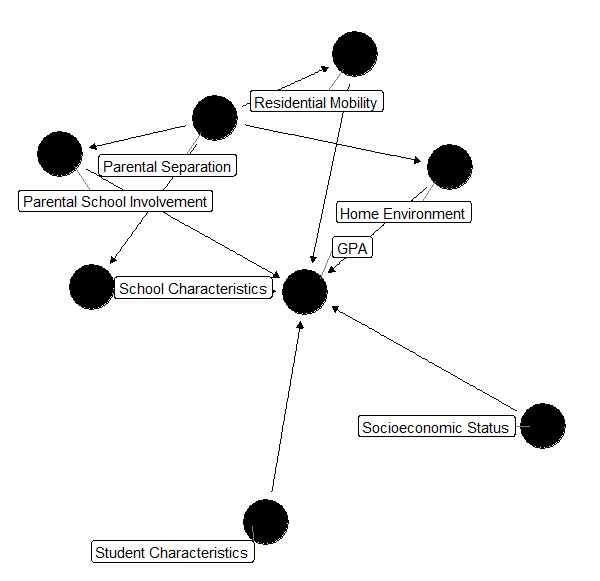 Residential Mobility
Parental Separation
Parental School Involvement
Home Environment
GPA
School Characteristics
Socioeconomic Status
Student Characteristics